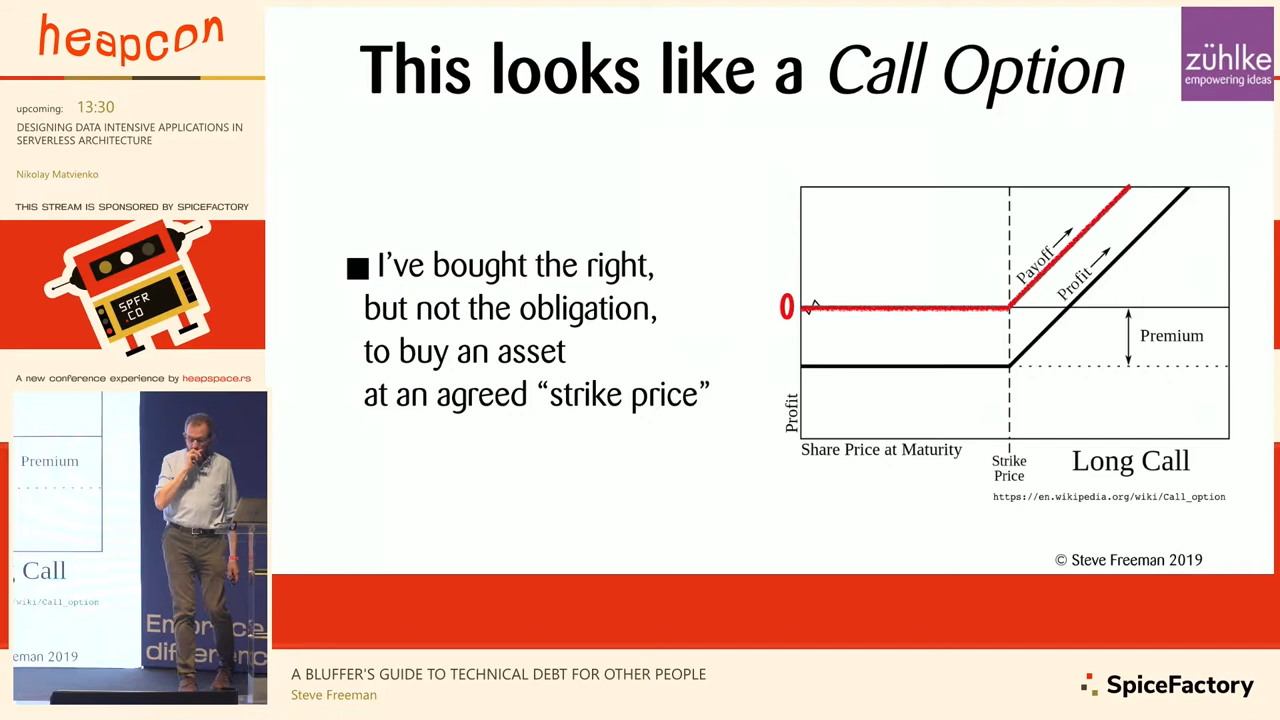 heapcon
upcoming: 13:30
DESIGNING DATA INTENSIVE APPLICATIONS IN
SERVERLESS ARCHITECTURE
Nikolay Matvienko
THIS STREAM IS SPONSORED BY SPICEFACTORY
SPFR
.CO
A new conference experience by heapspace.rs
This looks like a Call Option
zühlke
empowering ideas
■ I’ve bought the right,
but not the obligation,
to buy an asset
at an agreed “strike price”
0
Payoff
Profit
Premium
Profit
Share Price at Maturity
Strike
Price
Long Call
https://en.wikipedia.org/wiki/Call_option
© Steve Freeman 2019
Premium
Call
/wiki/Call_option
eman 2019
Embrace
differenc
A BLUFFER'S GUIDE TO TECHNICAL DEBT FOR OTHER PEOPLE
Steve Freeman
SpiceFactory